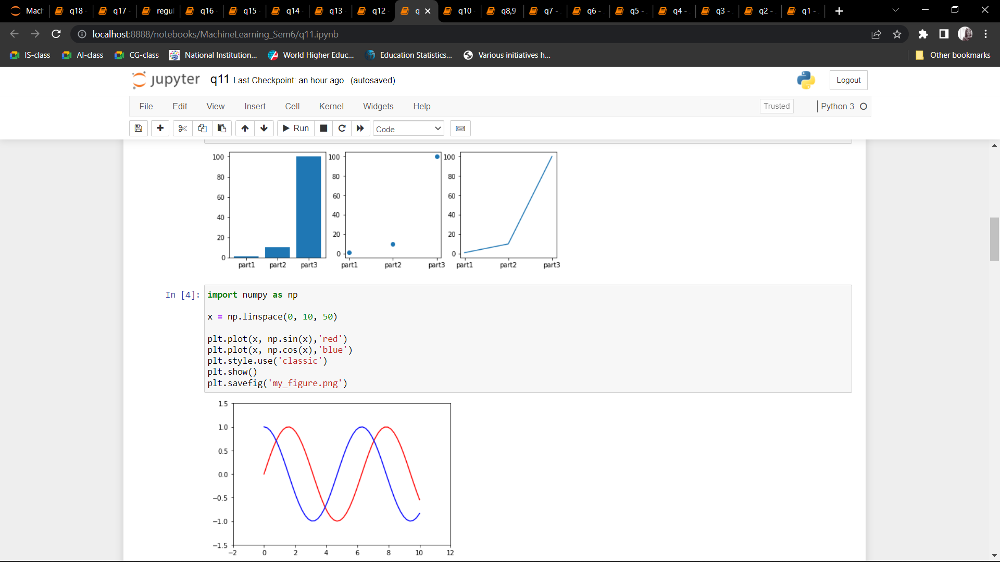 Mac
q18
q17
regu
q16
q15
q14
q13
q12
q
q10
q8,9
q7 -
q6 -
q5 -
q4 -
q3 -
q2 -
q1 -
localhost:8888/notebooks/MachineLearning_Sem6/q11.ipynb
IS-class
AI-class
CG-class
National Institution...
World Higher Educ...
Education Statistics...
Various initiatives h...
Other bookmarks
jupyter
q11 Last Checkpoint: an hour ago (autosaved)
Logout
File
Edit
View
Insert
Cell
Kernel
Widgets
Help
Trusted
Python 3
Run
Code
100
80
60
40
20
0
part1
part2
part3
100
80
60
40
20
0
part1
part2
part3
100
80
60
40
20
0
part1
part2
part3
In [4]:
import numpy as np
x = np.linspace(0, 10, 50)
plt.plot(x, np.sin(x),'red')
plt.plot(x, np.cos(x),'blue')
plt.style.use('classic')
plt.show()
plt.savefig('my_figure.png')
1.5
1.0
0.5
0.0
−0.5
−1.0
−1.5
−2
0
2
4
6
8
10
12